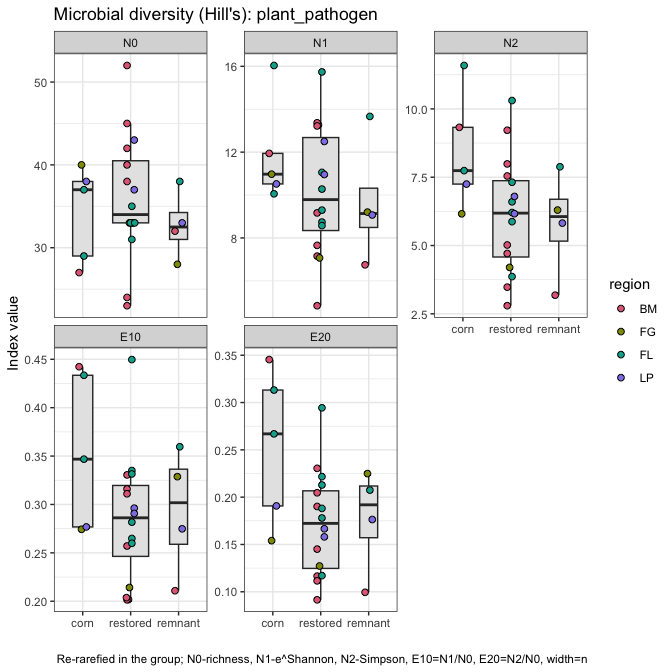 Microbial diversity (Hill's): plant_pathogen
N0
N1
N2
50
40
30
16
12
8
10.0
7.5
5.0
2.5
corn
restored
remnant
Index value
region
BM
FG
FL
LP
E10
E20
0.45
0.40
0.35
0.30
0.25
0.20
0.35
0.30
0.25
0.20
0.15
0.10
corn
restored
remnant
corn
restored
remnant
Re-rarefied in the group; N0-richness, N1-e^Shannon, N2-Simpson, E10=N1/N0, E20=N2/N0, width=n